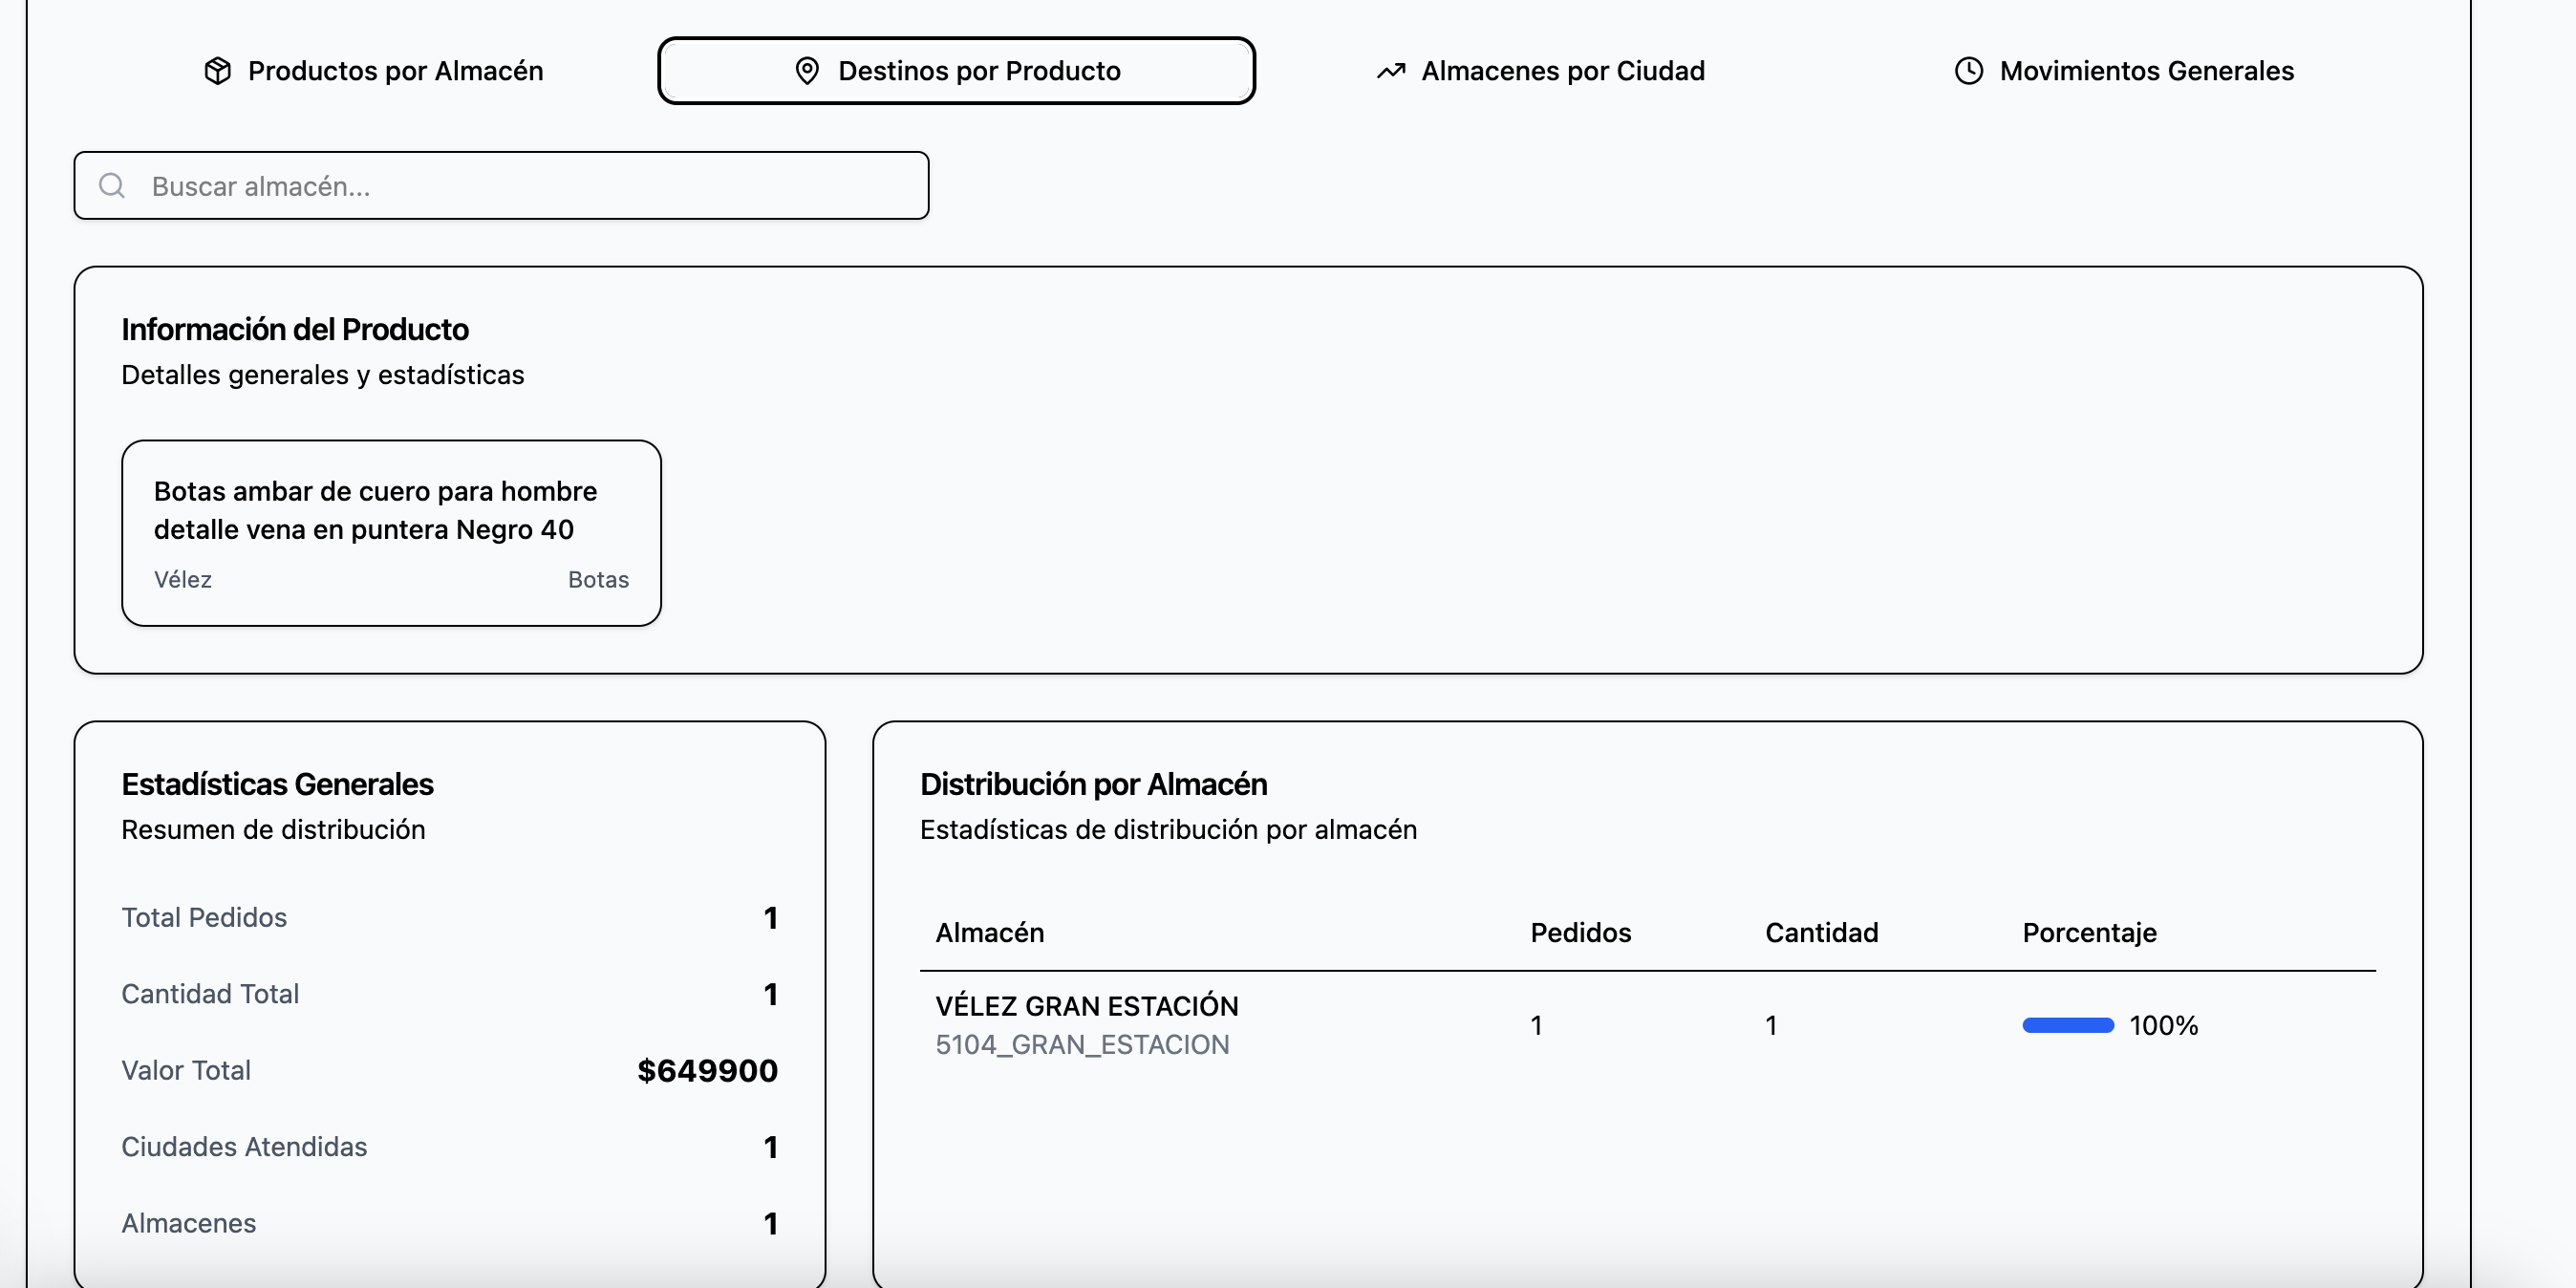 Productos por Almacén
Destinos por Producto
Almacenes por Ciudad
Movimientos Generales
Buscar almacén...
Información del Producto
Detalles generales y estadísticas
Botas ambar de cuero para hombre
detalle vena en puntera Negro 40
Vélez Botas
Estadísticas Generales
Resumen de distribución
Total Pedidos 1
Cantidad Total 1
Valor Total $649900
Ciudades Atendidas 1
Almacenes 1
Distribución por Almacén
Estadísticas de distribución por almacén
Almacén Pedidos Cantidad Porcentaje
VÉLEZ GRAN ESTACIÓN 1 1 100%
5104_GRAN_ESTACION